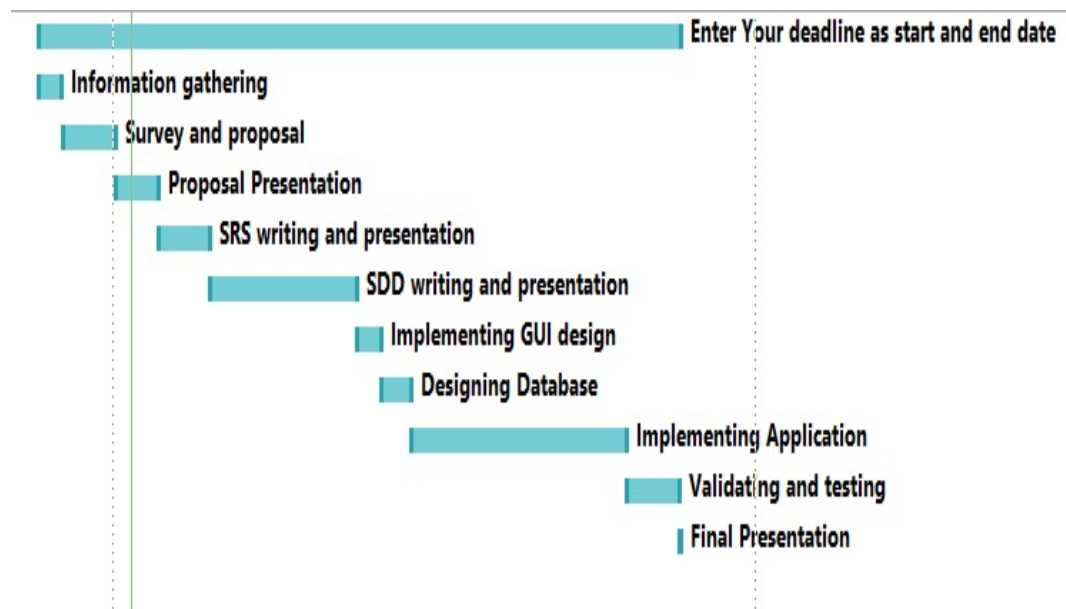 Enter Your deadline as start and end date
Information gathering
Survey and proposal
Proposal Presentation
SRS writing and presentation
SDD writing and presentation
Implementing GUI design
Designing Database
Implementing Application
Validating and testing
Final Presentation